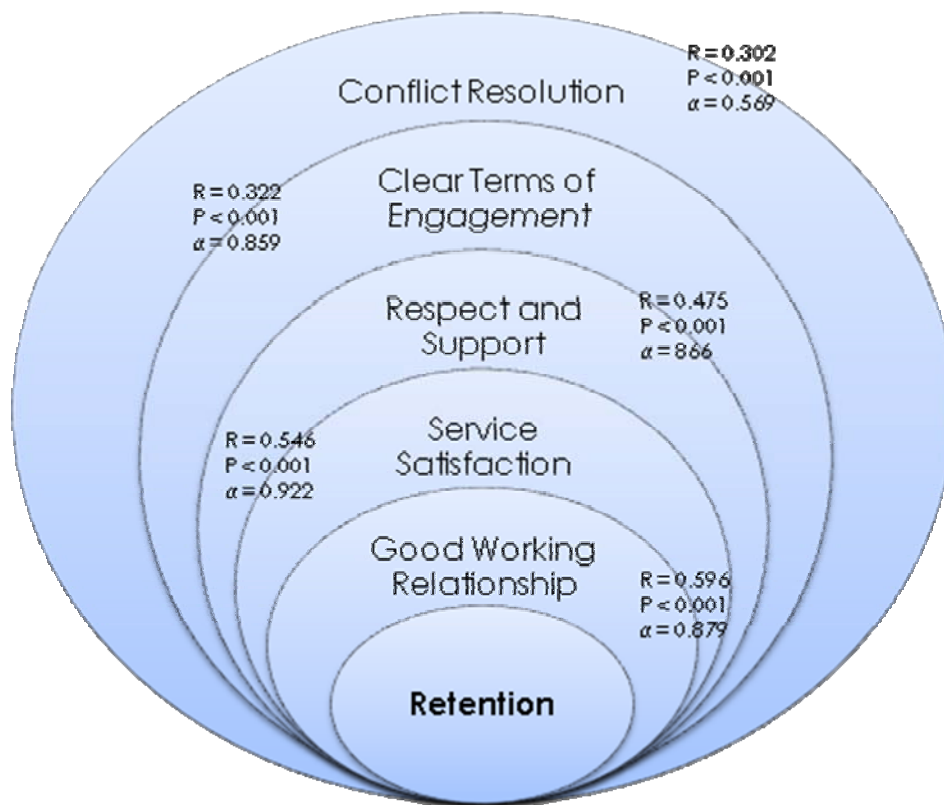 R = 0.302
P < 0.001
α = 0.569
Conflict Resolution
R = 0.322
P < 0.001
α = 0.859
Clear Terms of
Engagement
R = 0.475
P < 0.001
α = 866
Respect and
Support
R = 0.546
P < 0.001
α = 0.922
Service
Satisfaction
R = 0.596
P < 0.001
α = 0.879
Good Working
Relationship
Retention